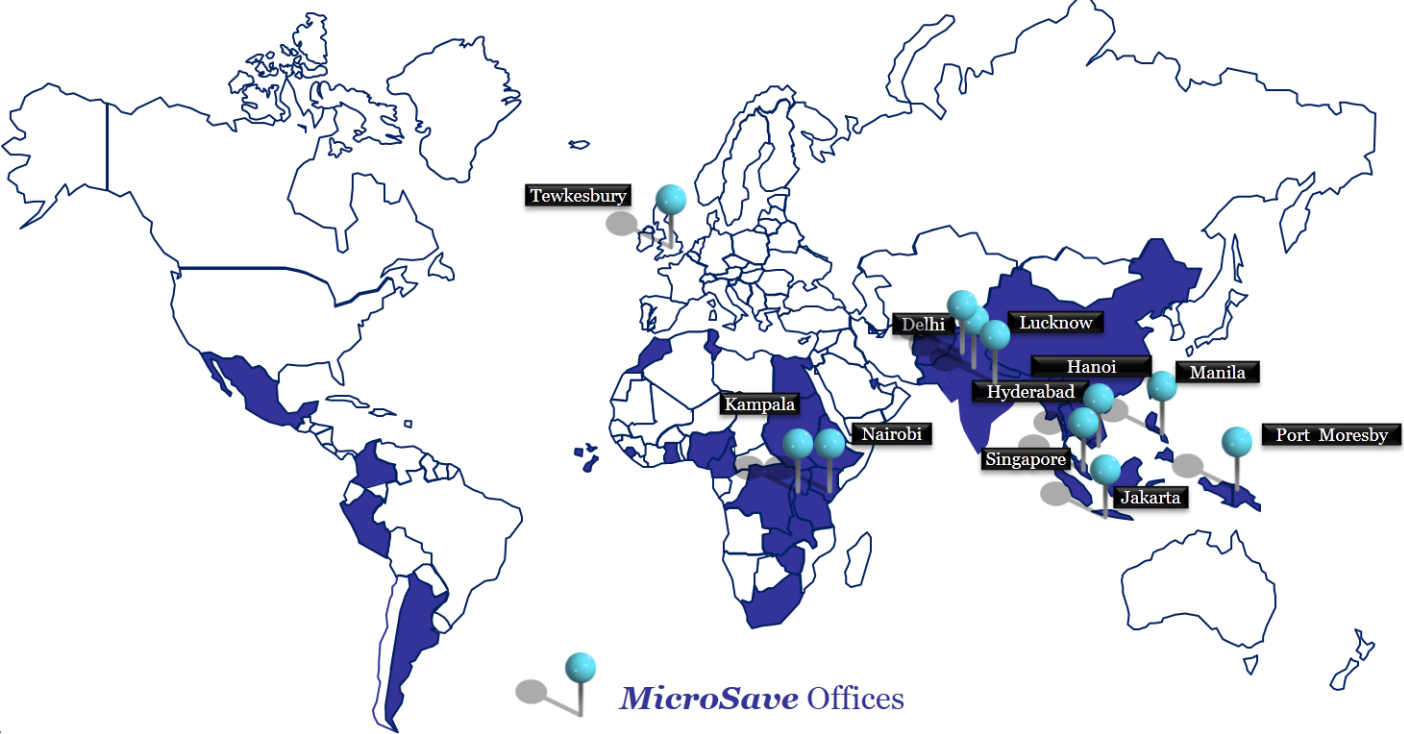 Tewkesbury
Delhi
Lucknow
Hanoi
Manila
Hyderabad
Kampala
Nairobi
Port Moresby
Singapore
Jakarta
MicroSave Offices